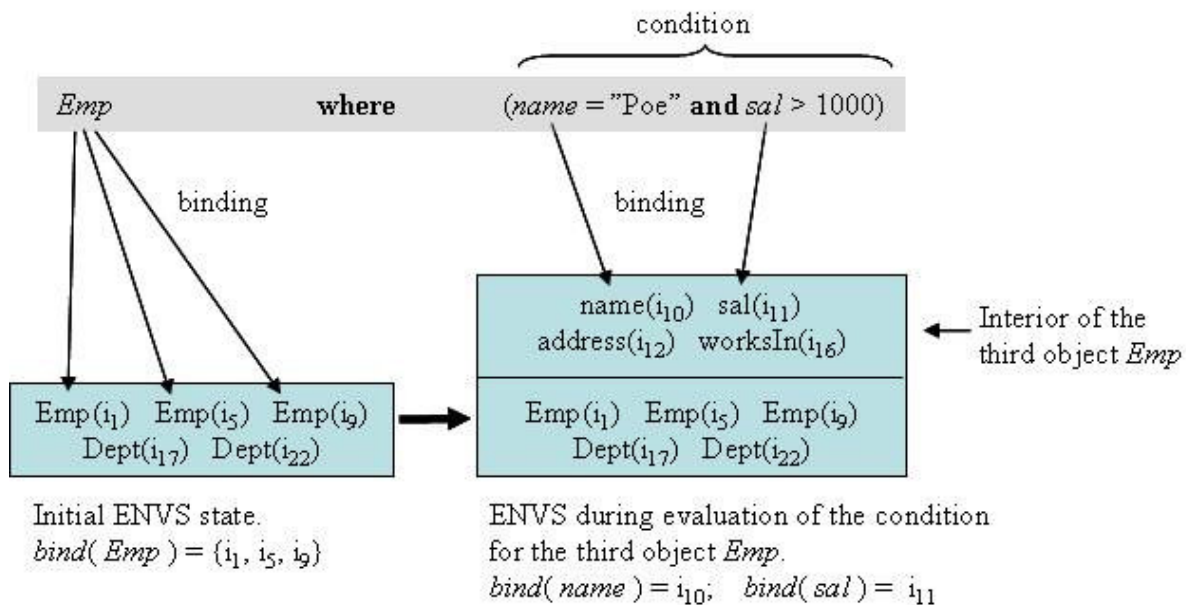 condition
Emp where (name = ”Poe” and sal > 1000)
binding
binding
name(i10) sal(i11)
address(i12) worksIn(i16)
Interior of the
third object Emp
Emp(i1) Emp(i5) Emp(i9)
Dept(i17) Dept(i22)
Emp(i1) Emp(i5) Emp(i9)
Dept(i17) Dept(i22)
Initial ENVS state.
bind( Emp ) = {i1, i5, i9}
ENVS during evaluation of the condition
for the third object Emp.
bind( name ) = i10; bind( sal ) = i11